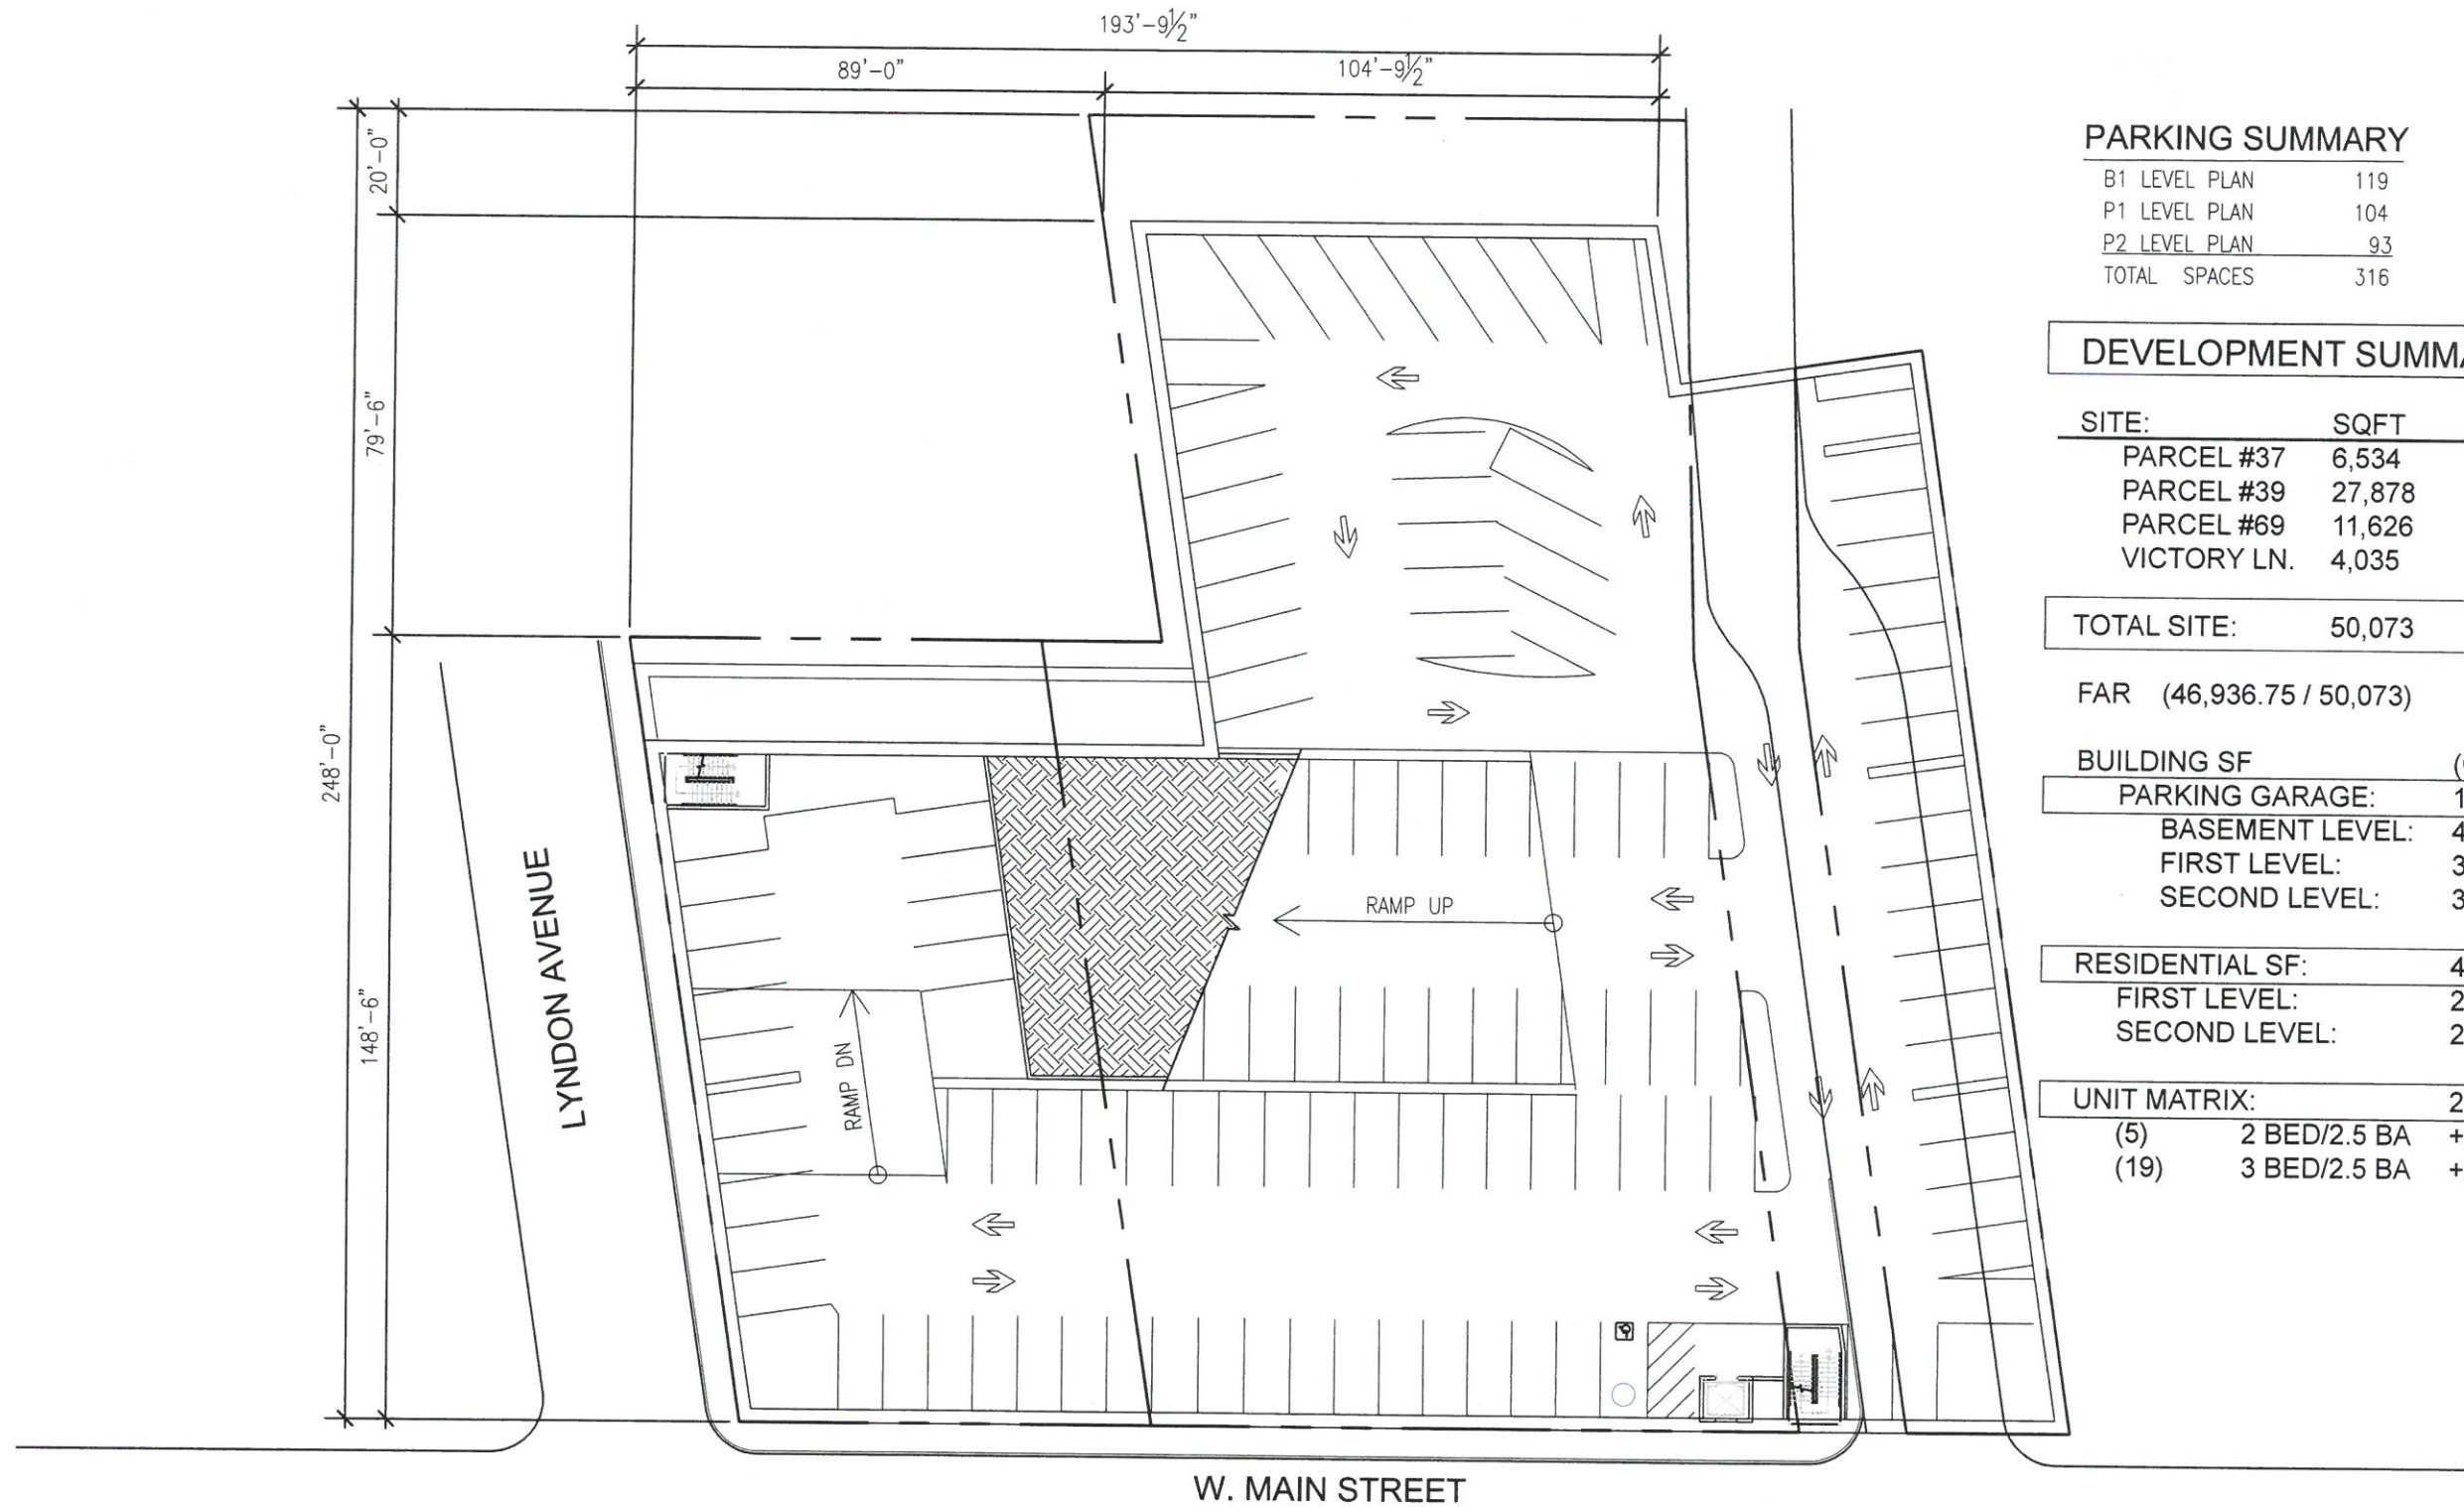 193'-9½"
89'-0" 104'-9½"
20'-0"
79'-6"
248'-0"
148'-6"
LYNDON AVENUE
RAMP UP
RAMP DN
W. MAIN STREET
PARKING SUMMARY
B1 LEVEL PLAN 119
P1 LEVEL PLAN 104
P2 LEVEL PLAN 93
TOTAL SPACES 316
DEVELOPMENT SUMMA
SITE: SQFT
PARCEL #37 6,534
PARCEL #39 27,878
PARCEL #69 11,626
VICTORY LN. 4,035
TOTAL SITE: 50,073
FAR (46,936.75 / 50,073)
BUILDING SF (
PARKING GARAGE: 1
BASEMENT LEVEL: 4
FIRST LEVEL: 3
SECOND LEVEL: 3
RESIDENTIAL SF: 4
FIRST LEVEL: 2
SECOND LEVEL: 2
UNIT MATRIX: 2
(5) 2 BED/2.5 BA +
(19) 3 BED/2.5 BA +